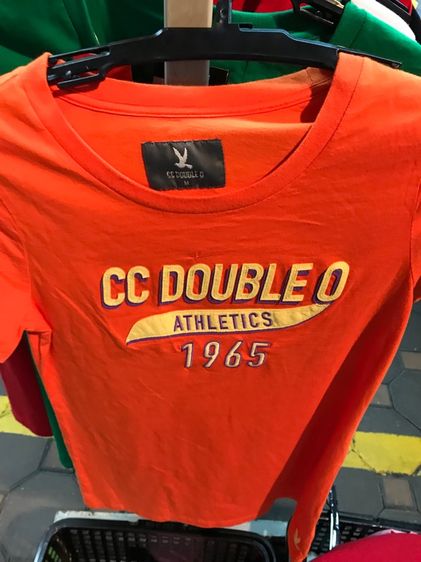 CC DOUBLE O
M
CC DOUBLE O
ATHLETICS
1965